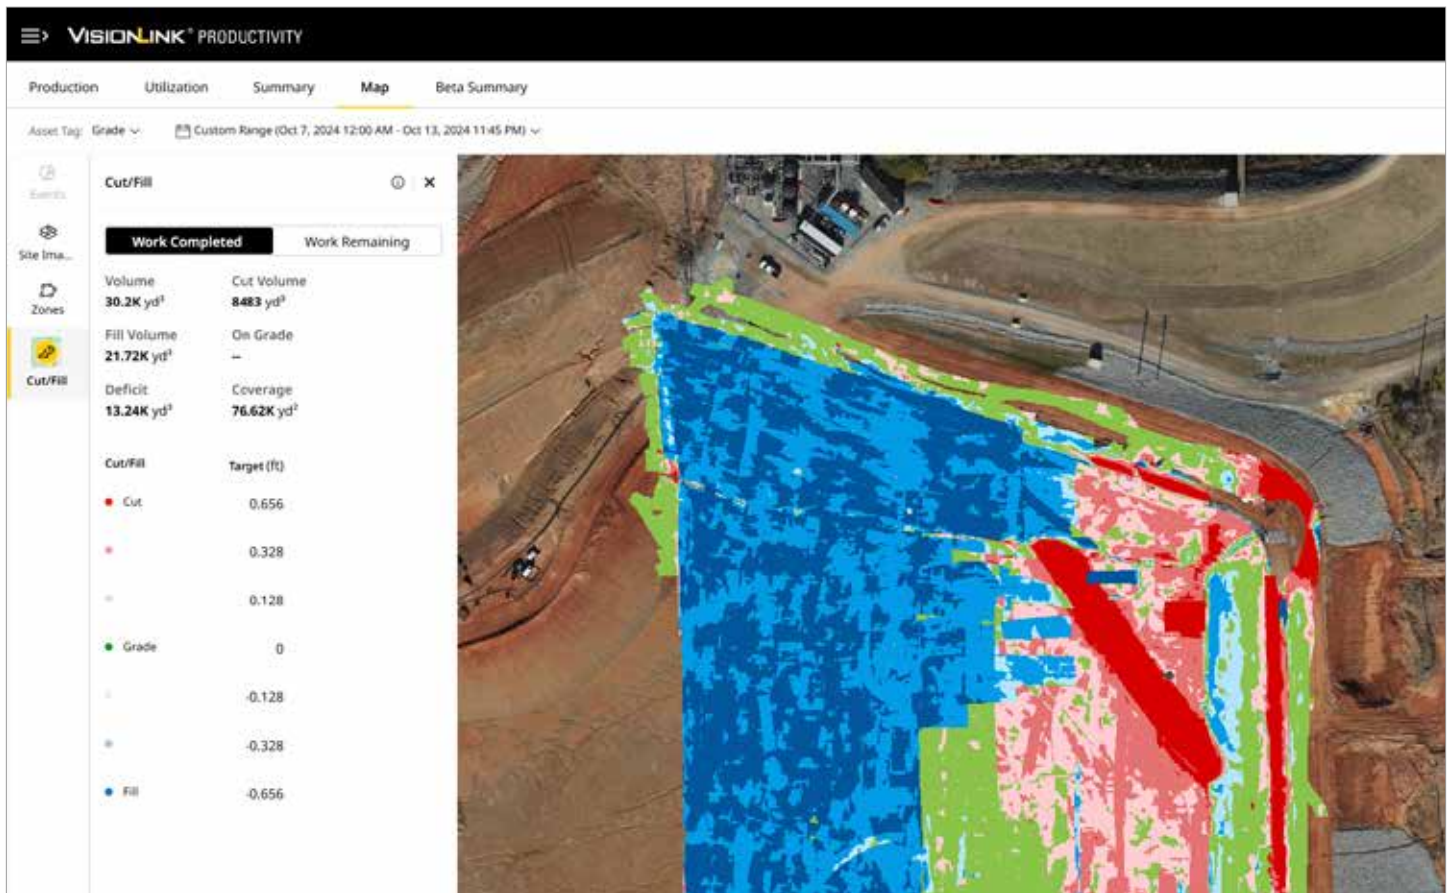 VISIONLINK® PRODUCTIVITY
Production Utilization Summary Map Beta Summary
Asset Tag: Grade Custom Range (Oct 7, 2024 12:00 AM - Oct 13, 2024 11:45 PM)
Events
Site Ima...
Zones
Cut/Fill
Cut/Fill
Work Completed Work Remaining
Volume Cut Volume
30.2K yd³ 8483 yd³
Fill Volume On Grade
21.72K yd³ --
Deficit Coverage
13.24K yd³ 76.62K yd²
Cut/Fill Target (ft)
Cut 0.656
0.328
0.128
Grade 0
-0.128
-0.328
Fill -0.656